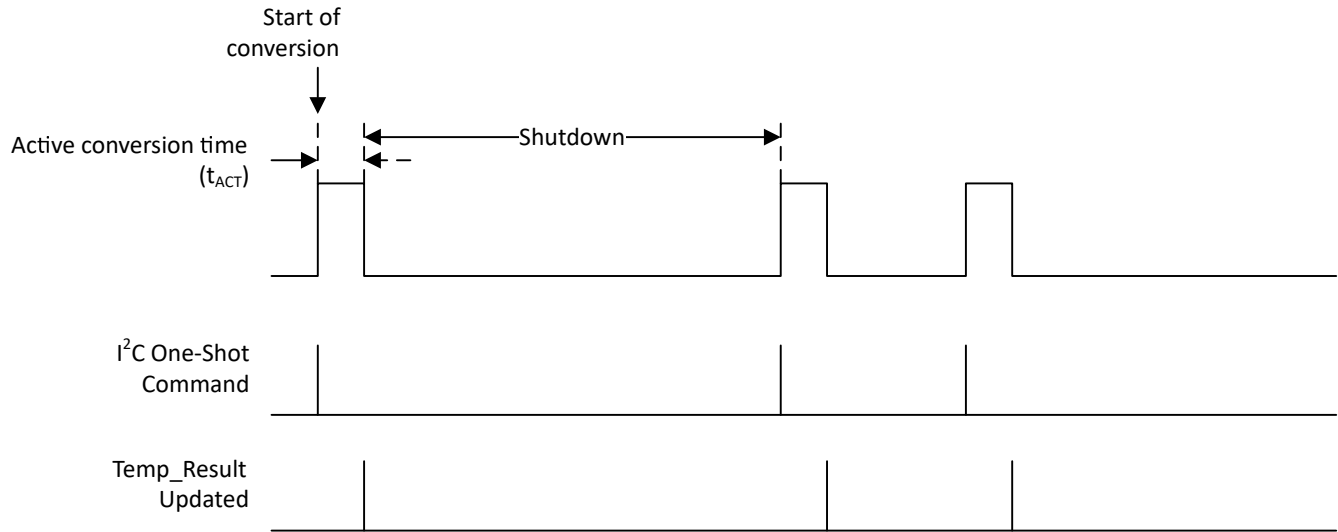 Start of
conversion
Active conversion time
(tACT)
Shutdown
I²C One-Shot
Command
Temp_Result
Updated